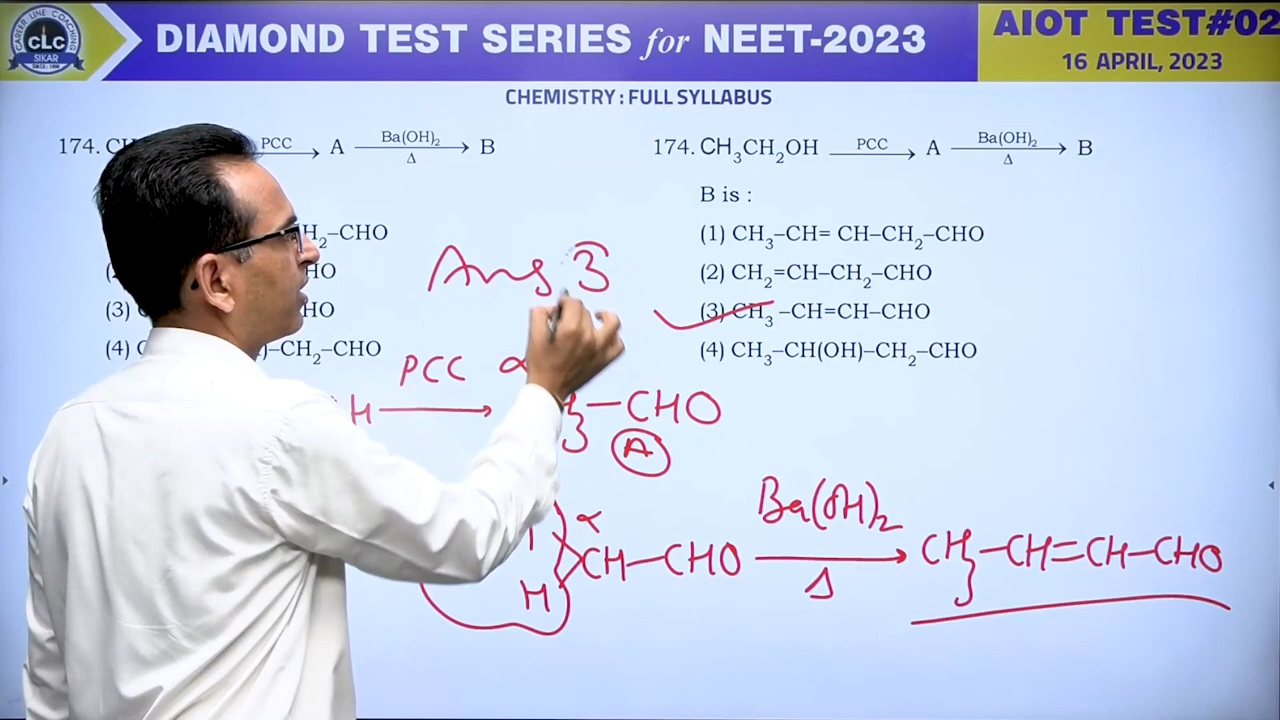 CAREER LINE COACHING
CLC
SIKAR
SINCE : 1996
DIAMOND TEST SERIES for NEET-2023
AIOT TEST#02
16 APRIL, 2023
CHEMISTRY : FULL SYLLABUS
174. CH PCC → A Ba(OH)₂ Δ → B
H₂–CHO
HO
(3) HO
(4) –CH₂–CHO
174. CH₃CH₂OH PCC → A Ba(OH)₂ Δ → B
B is :
(1) CH₃–CH= CH–CH₂–CHO
(2) CH₂=CH–CH₂–CHO
(3) CH₃ –CH=CH–CHO
(4) CH₃–CH(OH)–CH₂–CHO
Ans 3
H PCC → α –CHO
A
H α CH–CHO Ba(OH)₂ Δ → CH₃–CH=CH–CHO